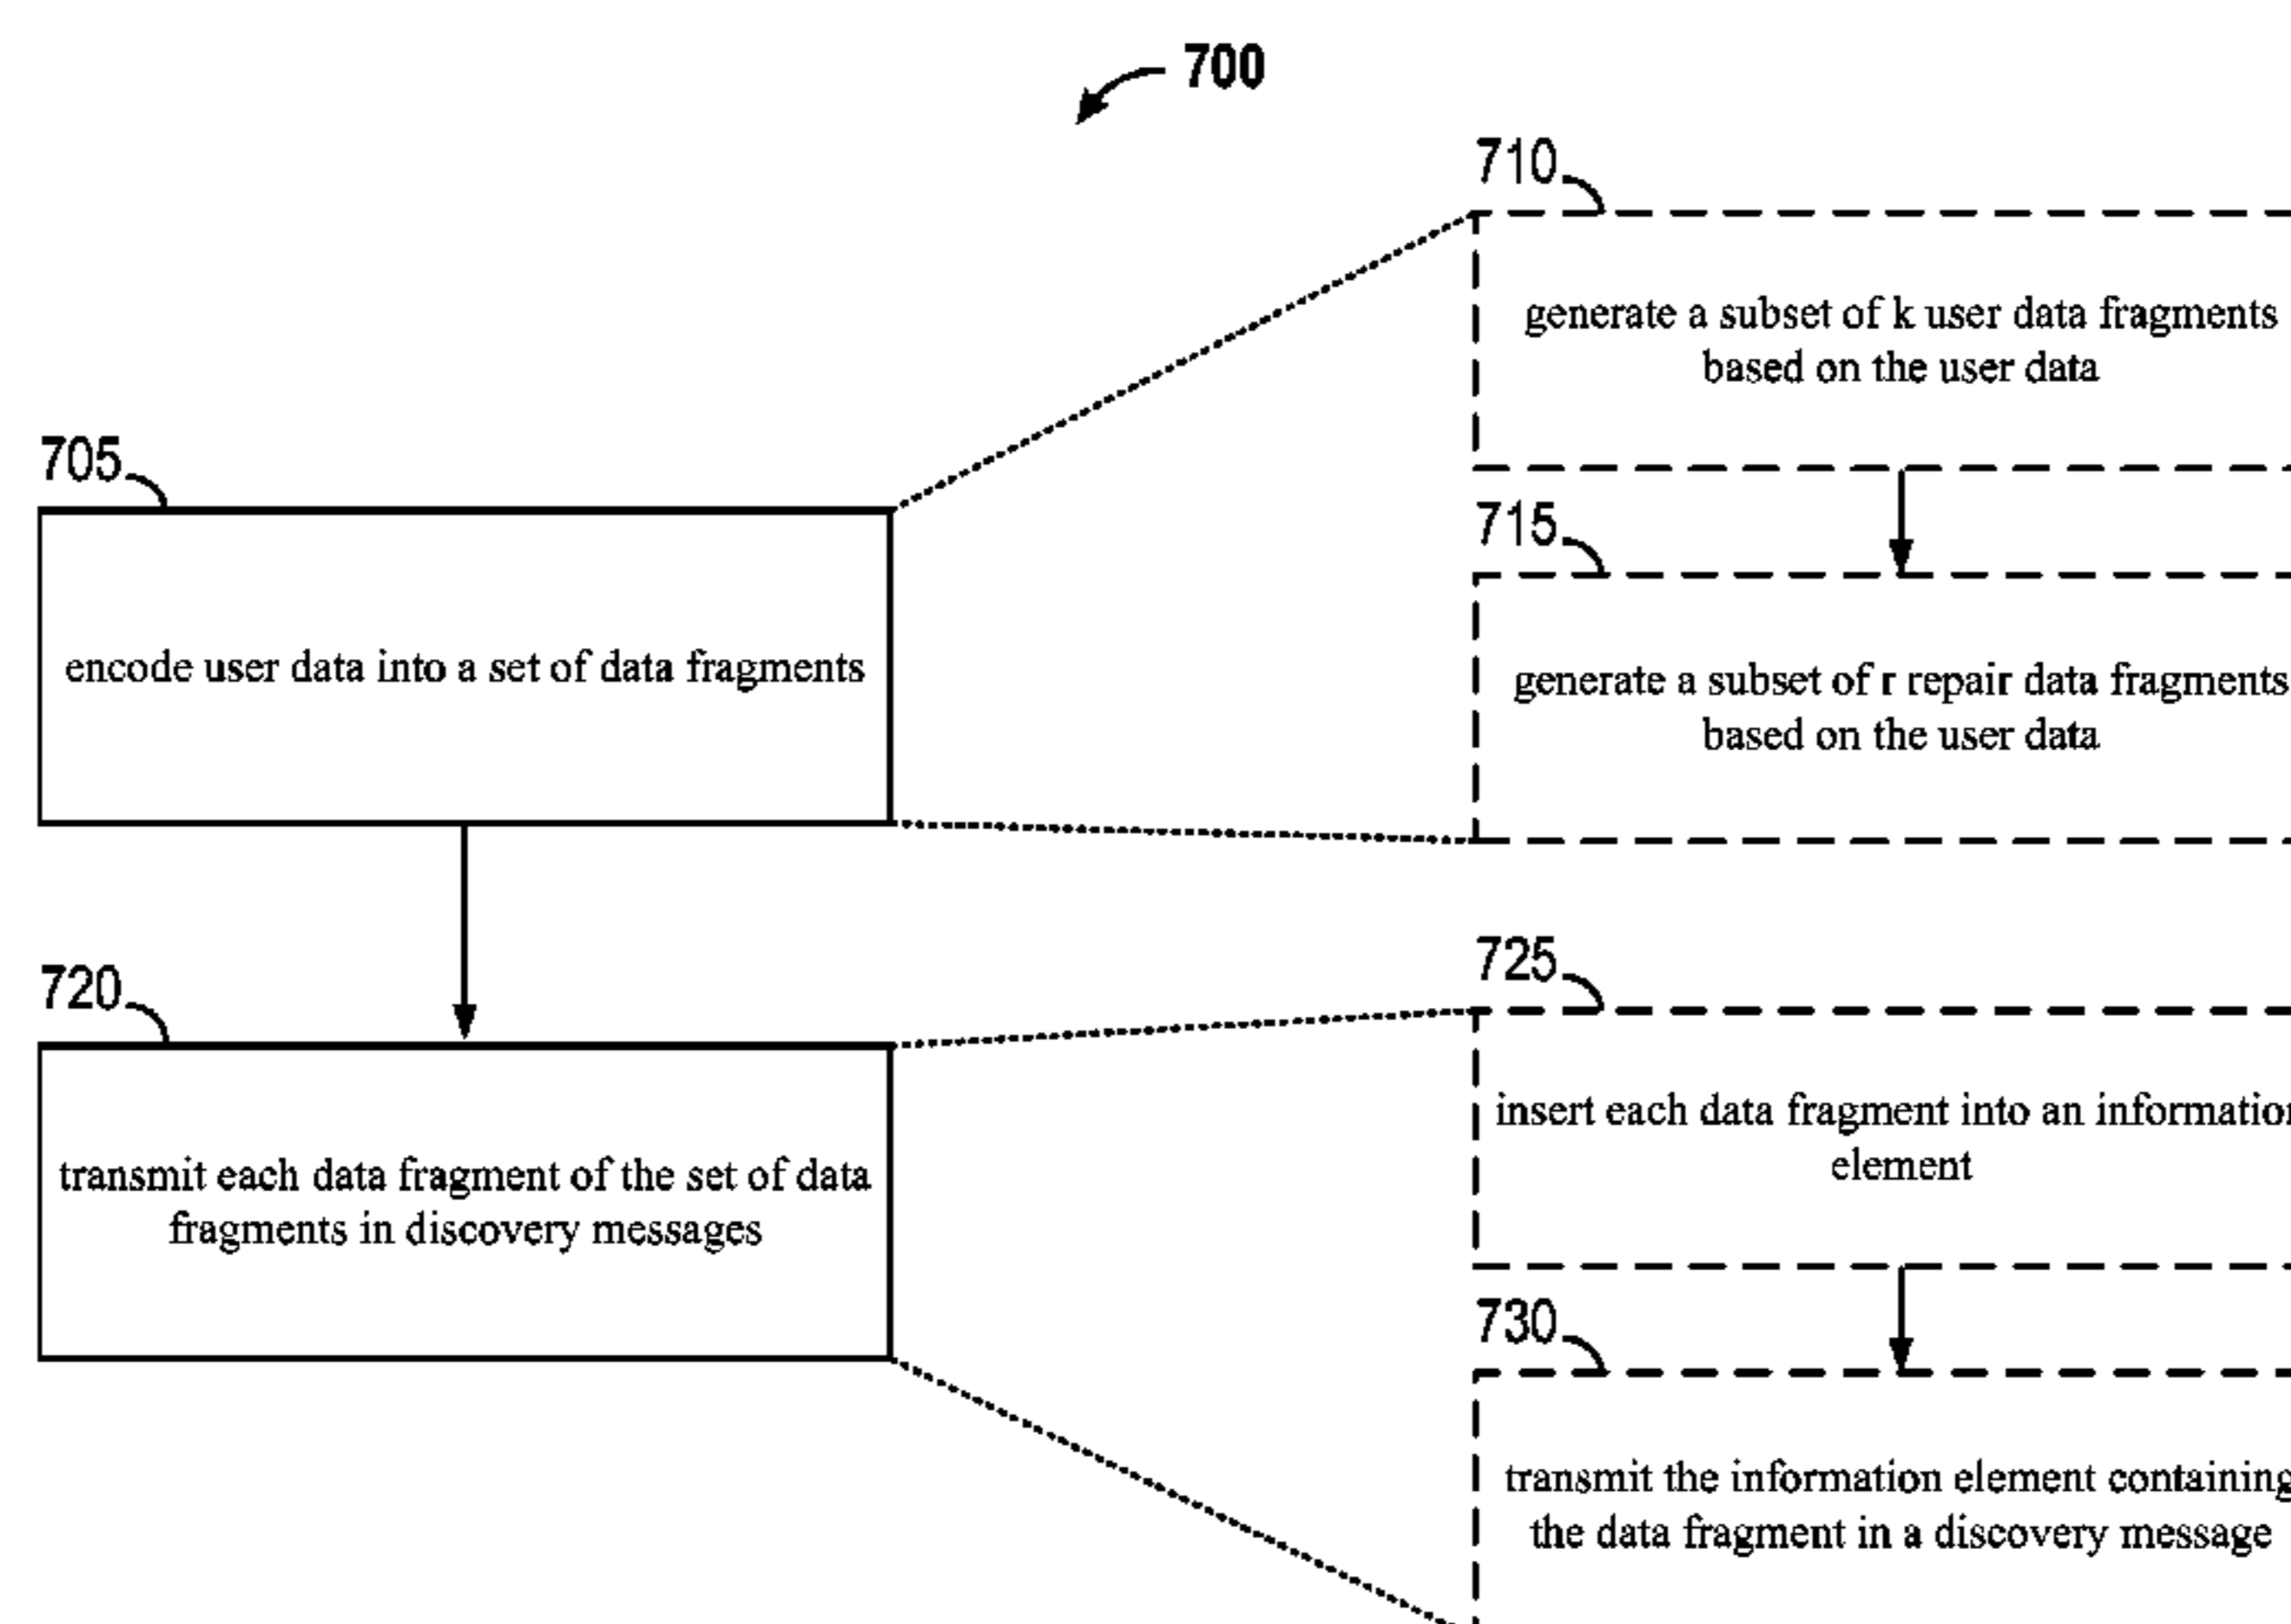 700
710
generate a subset of k user data fragments
based on the user data
705
715
encode user data into a set of data fragments
generate a subset of r repair data fragments
based on the user data
720
725
transmit each data fragment of the set of data
fragments in discovery messages
insert each data fragment into an information
element
730
transmit the information element containing
the data fragment in a discovery message